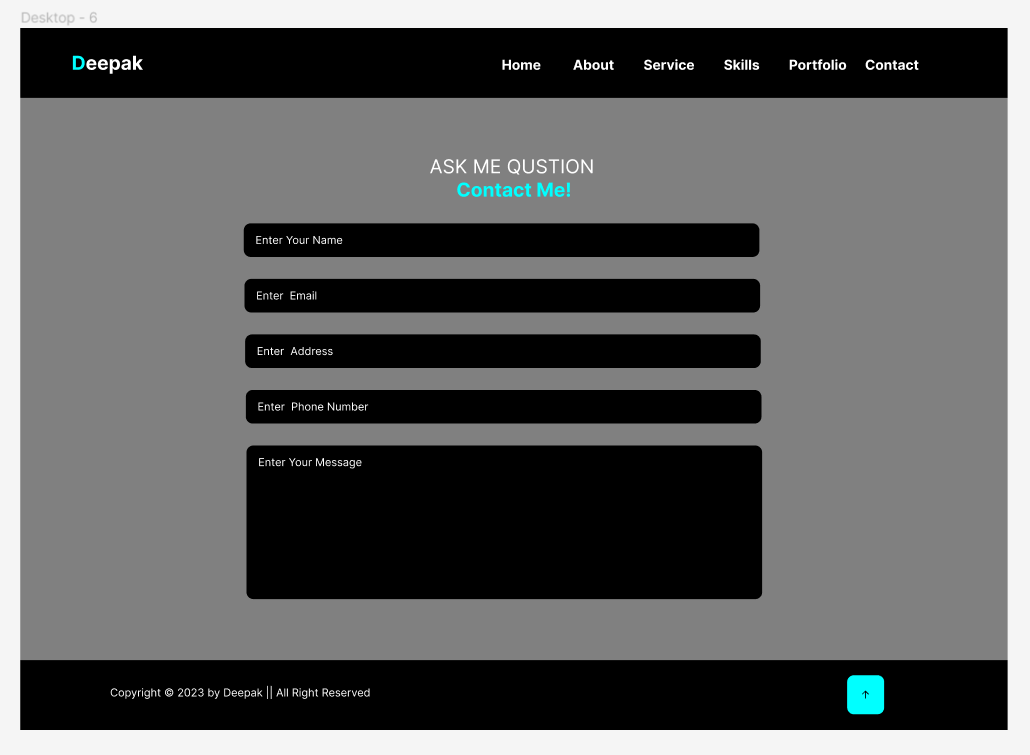 Desktop - 6
Deepak
Home About Service Skills Portfolio Contact
ASK ME QUSTION
Contact Me!
Enter Your Name
Enter  Email
Enter  Address
Enter  Phone Number
Enter Your Message
Copyright © 2023 by Deepak || All Right Reserved
↑